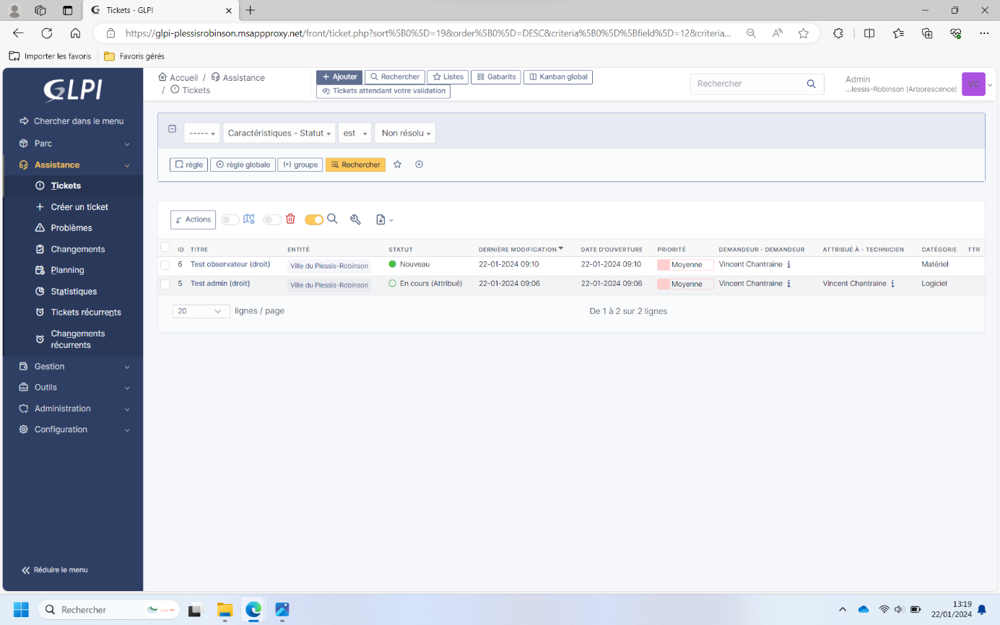 Tickets - GLPI
https://glpi-plessisrobinson.msappproxy.net/front/ticket.php?sort%5B0%5D=19&order%5B0%5D=DESC&criteria%5B0%5D%5Bfield%5D=12&criteria...
Importer les favoris
Favoris gérés
GLPI
Chercher dans le menu
Parc
Assistance
Tickets
Créer un ticket
Problèmes
Changements
Planning
Statistiques
Tickets récurrents
Changements
récurrents
Gestion
Outils
Administration
Configuration
Réduire le menu
Accueil / Assistance
/ Tickets
+ Ajouter Rechercher Listes Gabarits Kanban global
Tickets attendant votre validation
Rechercher
Admin
...lessis-Robinson (Arborescence)
VC
----- Caractéristiques - Statut est Non résolu
règle règle globale groupe Rechercher
Actions
ID TITRE ENTITÉ STATUT DERNIÈRE MODIFICATION DATE D'OUVERTURE PRIORITÉ DEMANDEUR - DEMANDEUR ATTRIBUÉ À - TECHNICIEN CATÉGORIE TTR
6 Test observateur (droit) Ville du Plessis-Robinson Nouveau 22-01-2024 09:10 22-01-2024 09:10 Moyenne Vincent Chantraine Matériel
5 Test admin (droit) Ville du Plessis-Robinson En cours (Attribué) 22-01-2024 09:06 22-01-2024 09:06 Moyenne Vincent Chantraine Vincent Chantraine Logiciel
20 lignes / page De 1 à 2 sur 2 lignes
Rechercher
13:19
22/01/2024